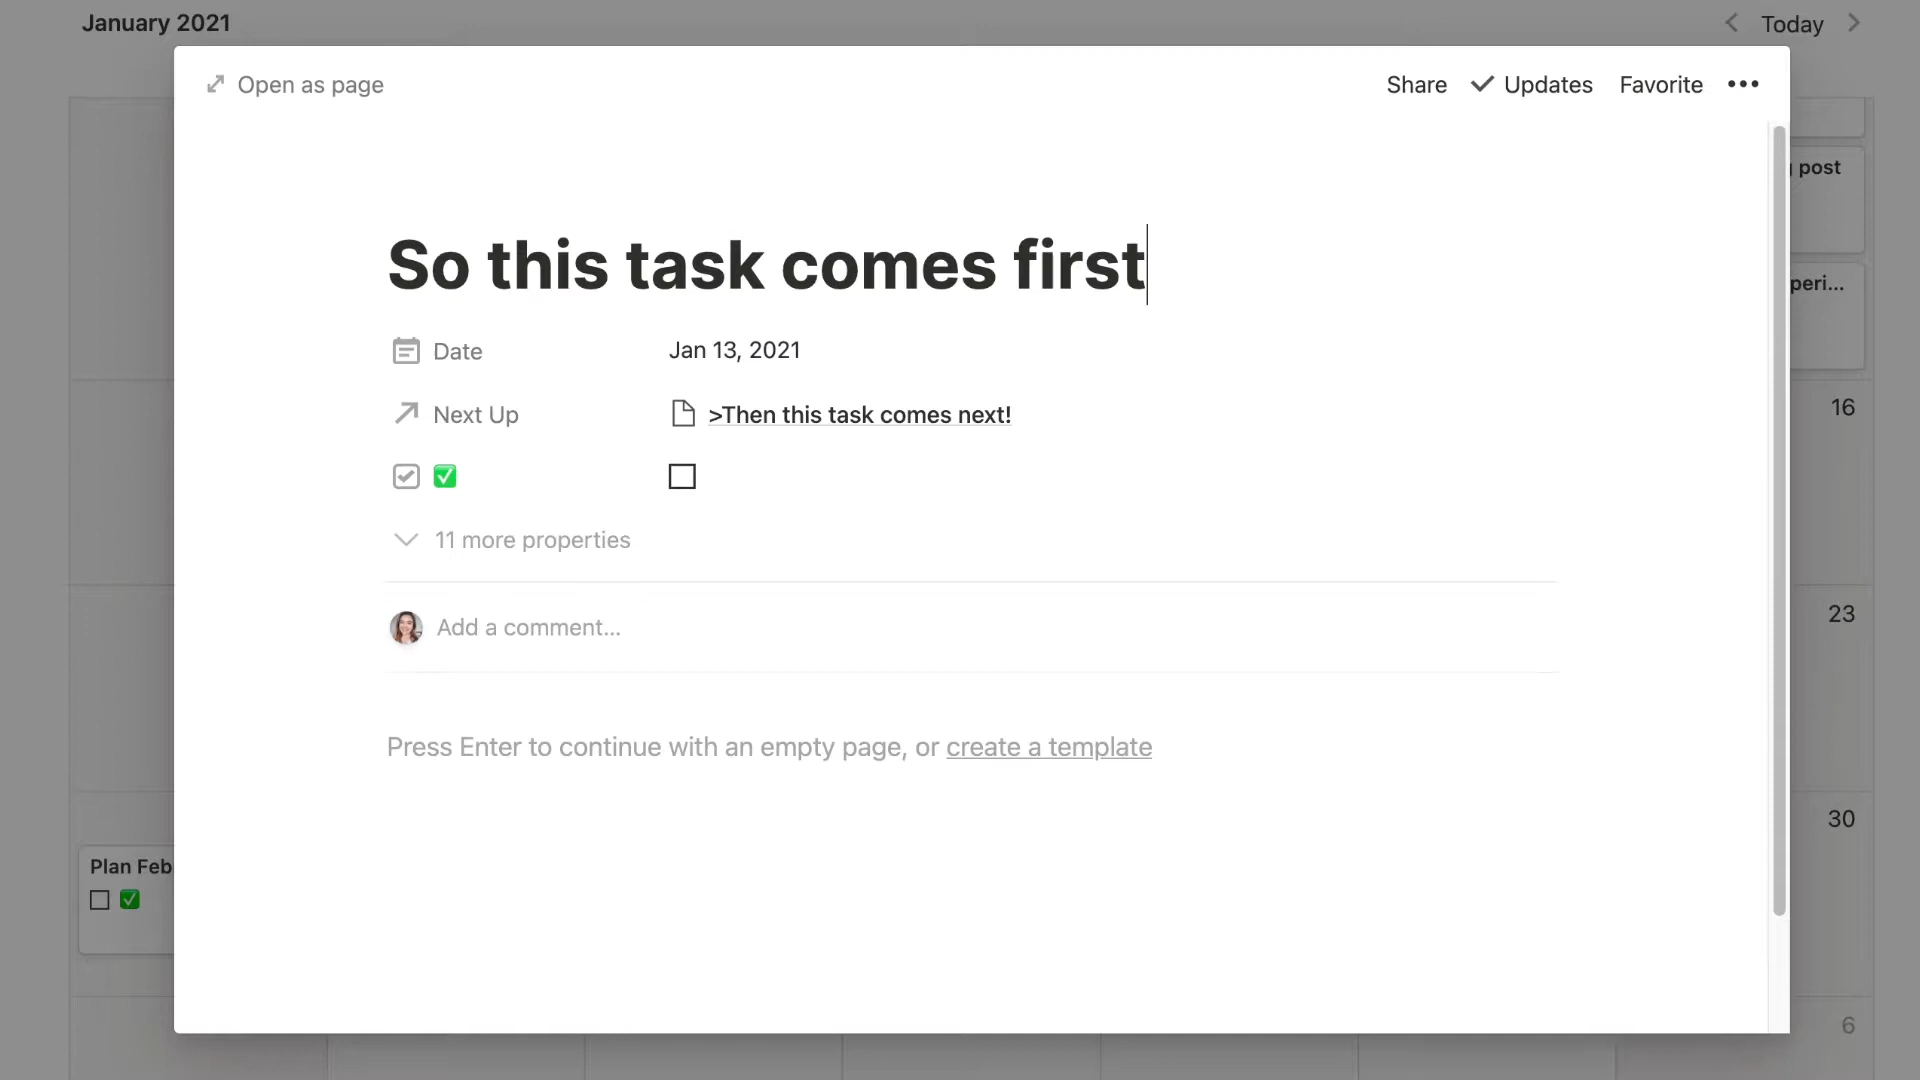 January 2021
Today
Open as page
Share
Updates
Favorite
post
So this task comes first
peri...
Date
Jan 13, 2021
Next Up
>Then this task comes next!
16
11 more properties
23
Add a comment...
Press Enter to continue with an empty page, or create a template
30
Plan Feb
6